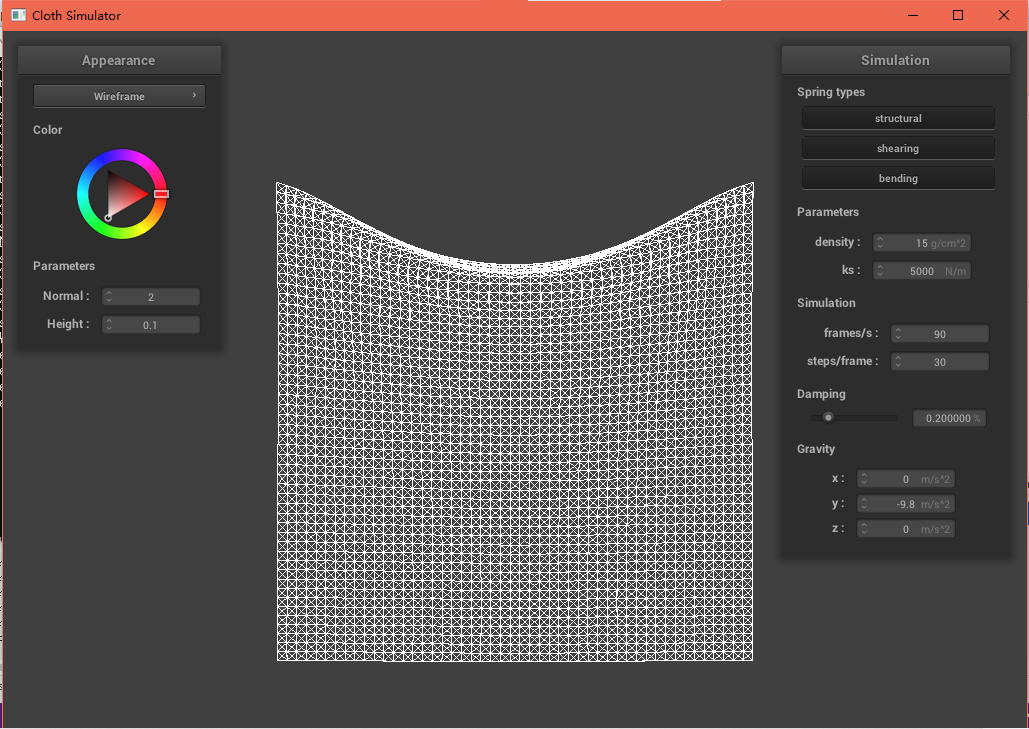 Cloth Simulator
Appearance
Wireframe
Color
Parameters
Normal : 2
Height : 0.1
Simulation
Spring types
structural
shearing
bending
Parameters
density : 15 g/cm^2
ks : 5000 N/m
Simulation
frames/s : 90
steps/frame : 30
Damping
0.200000 %
Gravity
x : 0 m/s^2
y : -9.8 m/s^2
z : 0 m/s^2